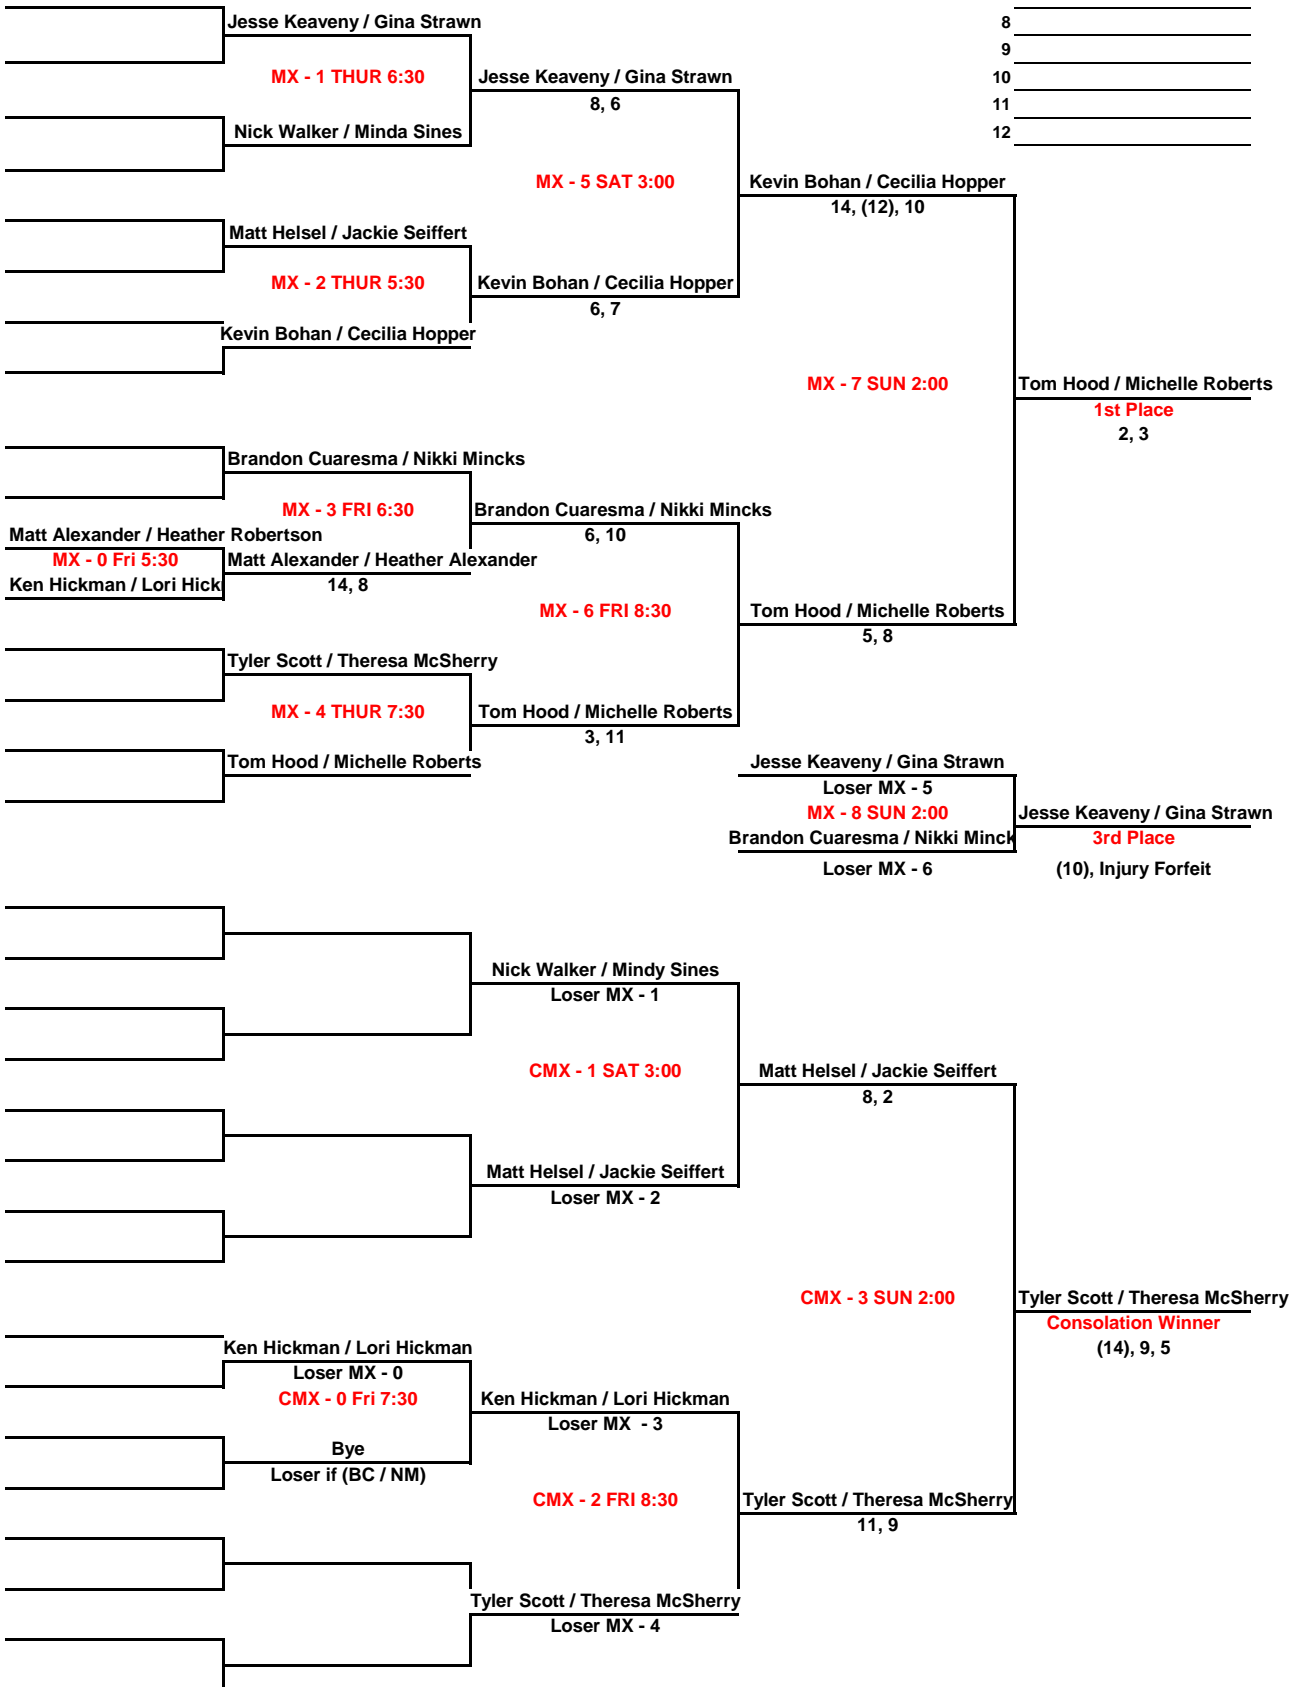 Jesse Keaveny / Gina Strawn
8
9
MX - 1 THUR 6:30
Jesse Keaveny / Gina Strawn
10
8, 6
11
Nick Walker / Minda Sines
12
MX - 5 SAT 3:00
Kevin Bohan / Cecilia Hopper
14, (12), 10
Matt Helsel / Jackie Seiffert
MX - 2 THUR 5:30
Kevin Bohan / Cecilia Hopper
6, 7
Kevin Bohan / Cecilia Hopper
MX - 7 SUN 2:00
Tom Hood / Michelle Roberts
1st Place
2, 3
Brandon Cuaresma / Nikki Mincks
MX - 3 FRI 6:30
Brandon Cuaresma / Nikki Mincks
Matt Alexander / Heather Robertson
6, 10
MX - 0 Fri 5:30
Matt Alexander / Heather Alexander
Ken Hickman / Lori Hick
14, 8
MX - 6 FRI 8:30
Tom Hood / Michelle Roberts
5, 8
Tyler Scott / Theresa McSherry
MX - 4 THUR 7:30
Tom Hood / Michelle Roberts
3, 11
Tom Hood / Michelle Roberts
Jesse Keaveny / Gina Strawn
Loser MX - 5
MX - 8 SUN 2:00
Jesse Keaveny / Gina Strawn
Brandon Cuaresma / Nikki Minck
3rd Place
Loser MX - 6
(10), Injury Forfeit
Nick Walker / Mindy Sines
Loser MX - 1
CMX - 1 SAT 3:00
Matt Helsel / Jackie Seiffert
8, 2
Matt Helsel / Jackie Seiffert
Loser MX - 2
CMX - 3 SUN 2:00
Tyler Scott / Theresa McSherry
Consolation Winner
(14), 9, 5
Ken Hickman / Lori Hickman
Loser MX - 0
CMX - 0 Fri 7:30
Ken Hickman / Lori Hickman
Loser MX - 3
Bye
Loser if (BC / NM)
CMX - 2 FRI 8:30
Tyler Scott / Theresa McSherry
11, 9
Tyler Scott / Theresa McSherry
Loser MX - 4